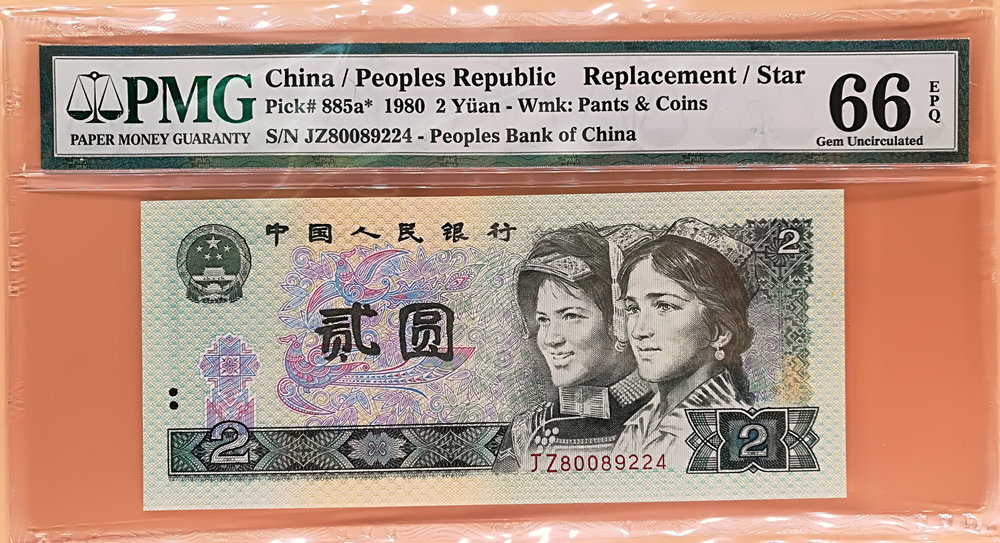 PMG
PAPER MONEY GUARANTY
China / Peoples Republic Replacement / Star
Pick# 885a* 1980 2 Yüan - Wmk: Pants & Coins
S/N JZ80089224 - Peoples Bank of China
66
EPQ
Gem Uncirculated
中国人民银行
2
贰圆
2
2
JZ80089224